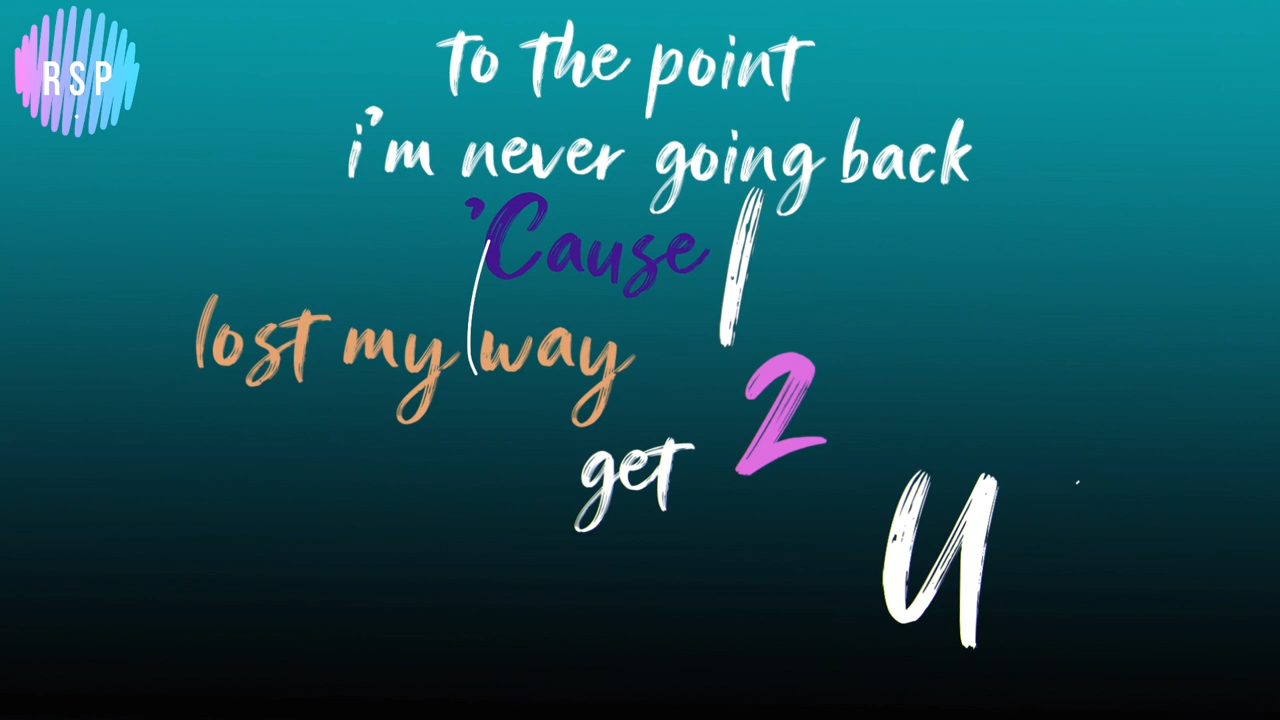 RSP
to the point
i'm never going back
'Cause I
lost my way
get 2
U